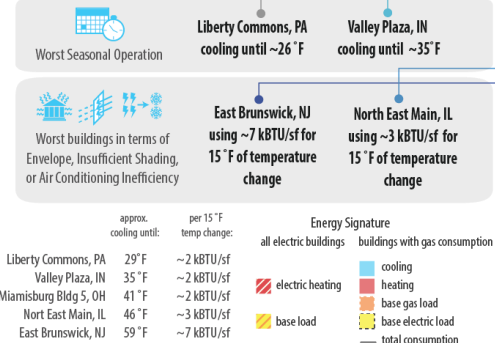 Liberty Commons, PA
cooling until ~26˚F
Valley Plaza, IN
cooling until ~35˚F
Worst Seasonal Operation
East Brunswick, NJ
using ~7 kBTU/sf for
15˚F of temperature
change
North East Main, IL
using ~3 kBTU/sf for
15˚F of temperature
change
Worst buildings in terms of
Envelope, Insufficient Shading,
or Air Conditioning Inefficiency
approx.
cooling until:
per 15 ˚F
temp change:
Liberty Commons, PA 29˚F ~2 kBTU/sf
Valley Plaza, IN 35˚F ~2 kBTU/sf
Miamisburg Bldg 5, OH 41˚F ~2 kBTU/sf
Nort East Main, IL 46˚F ~3 kBTU/sf
East Brunswick, NJ 59˚F ~7 kBTU/sf
Energy Signature
all electric buildings
buildings with gas consumption
electric heating
base load
cooling
heating
base gas load
base electric load
total consumption